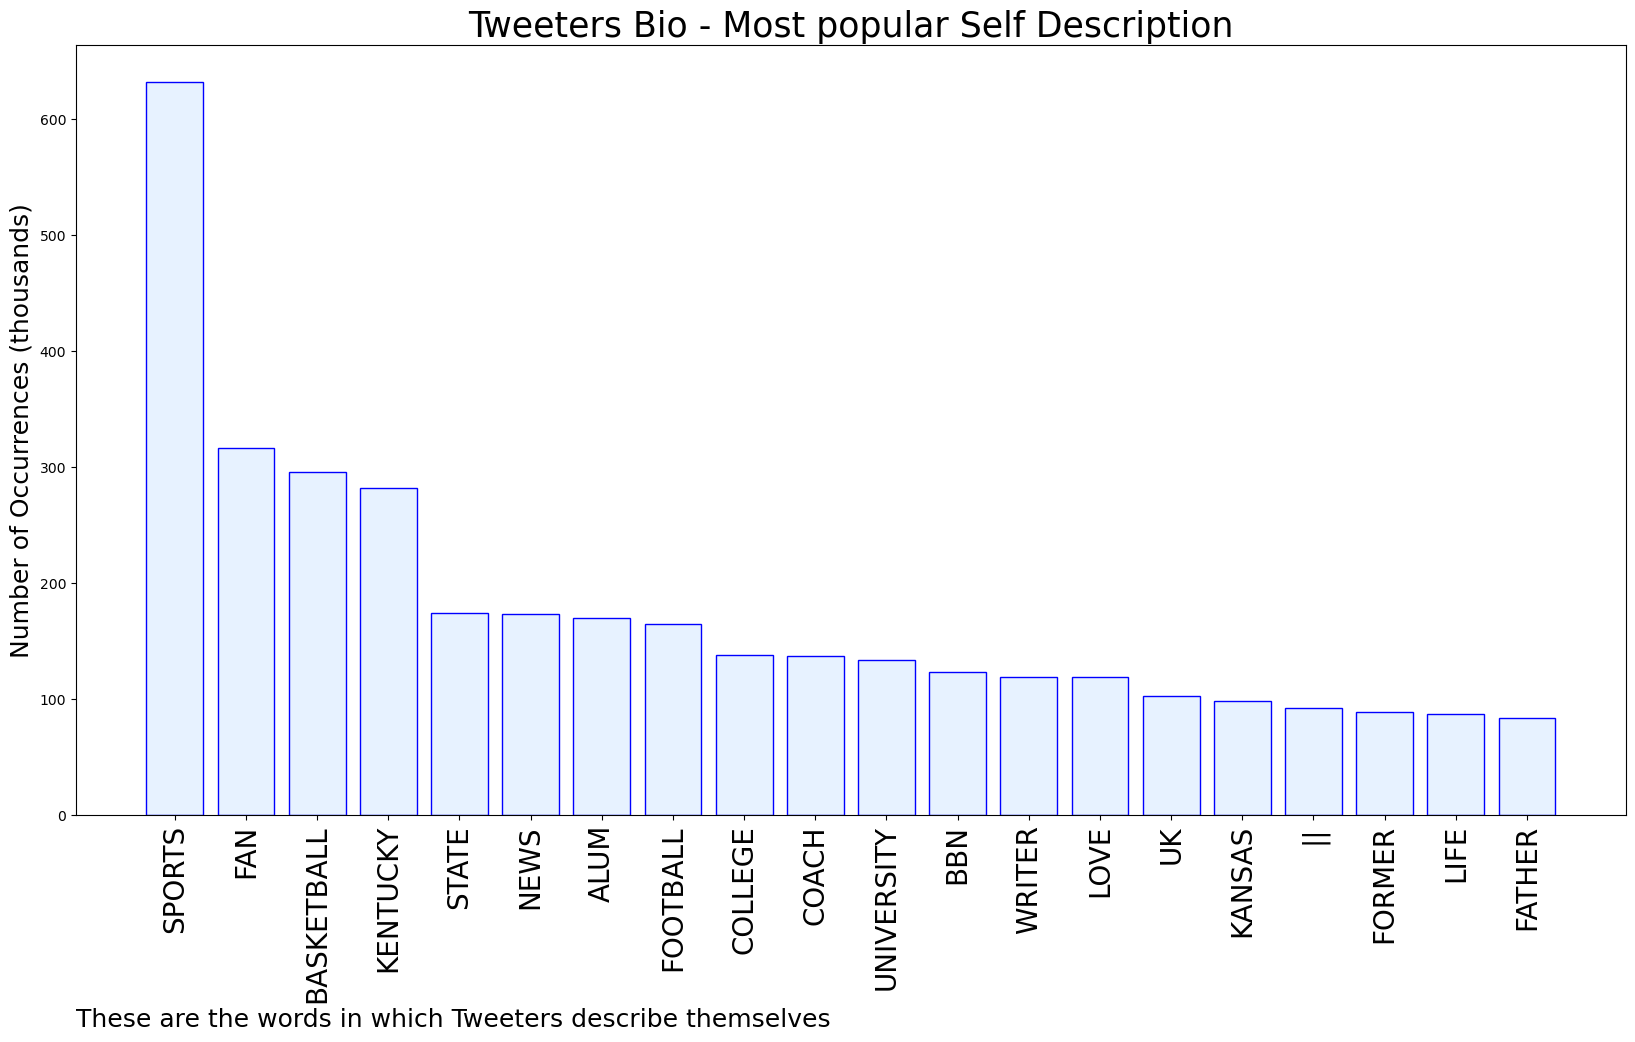 Tweeters Bio - Most popular Self Description
Number of Occurrences (thousands)
600
500
400
300
200
100
0
SPORTS
FAN
BASKETBALL
KENTUCKY
STATE
NEWS
ALUM
FOOTBALL
COLLEGE
COACH
UNIVERSITY
BBN
WRITER
LOVE
UK
KANSAS
||
FORMER
LIFE
FATHER
These are the words in which Tweeters describe themselves